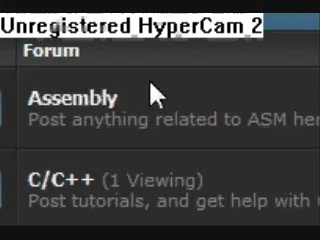 Unregistered HyperCam 2
Forum
Assembly
Post anything related to ASM her
C/C++ (1 Viewing)
Post tutorials, and get help with